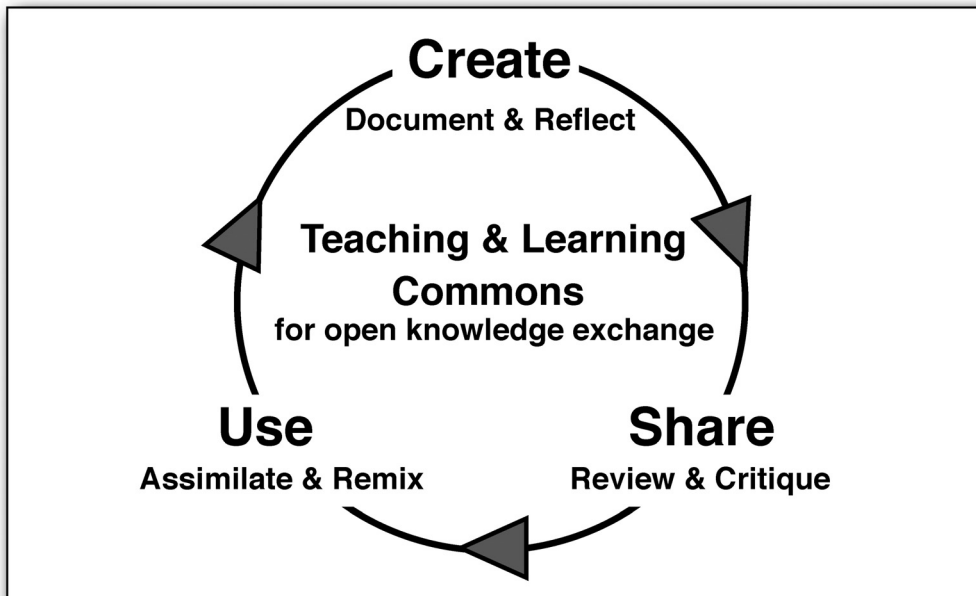 Create
Document & Reflect
Teaching & Learning
Commons
for open knowledge exchange
Use
Assimilate & Remix
Share
Review & Critique